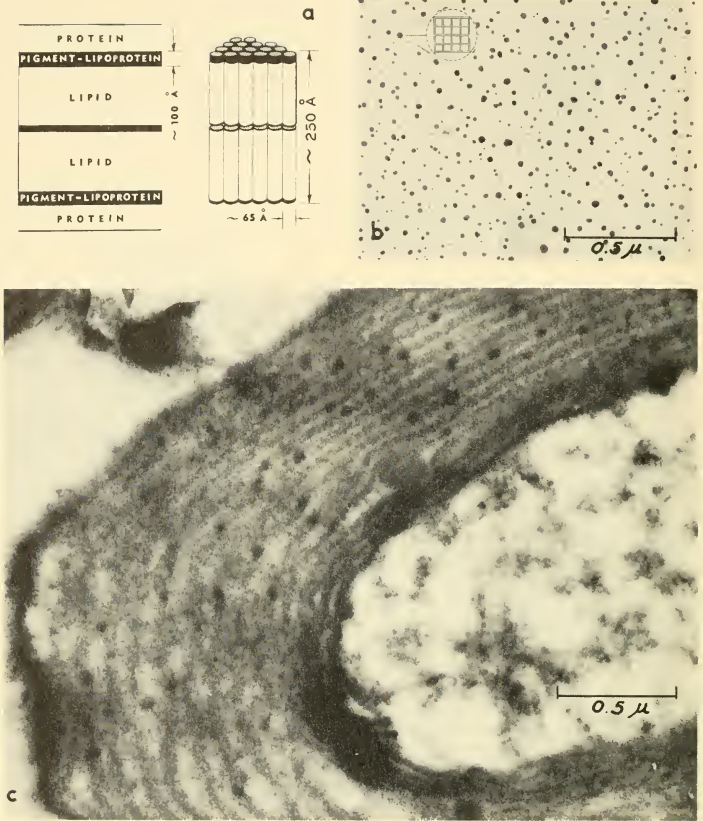 a
PROTEIN
PIGMENT-LIPOPROTEIN
LIPID
LIPID
PIGMENT-LIPOPROTEIN
PROTEIN
~ 100 Å
~ 250 Å
~ 65 Å
b
0.5 μ
0.5 μ
c